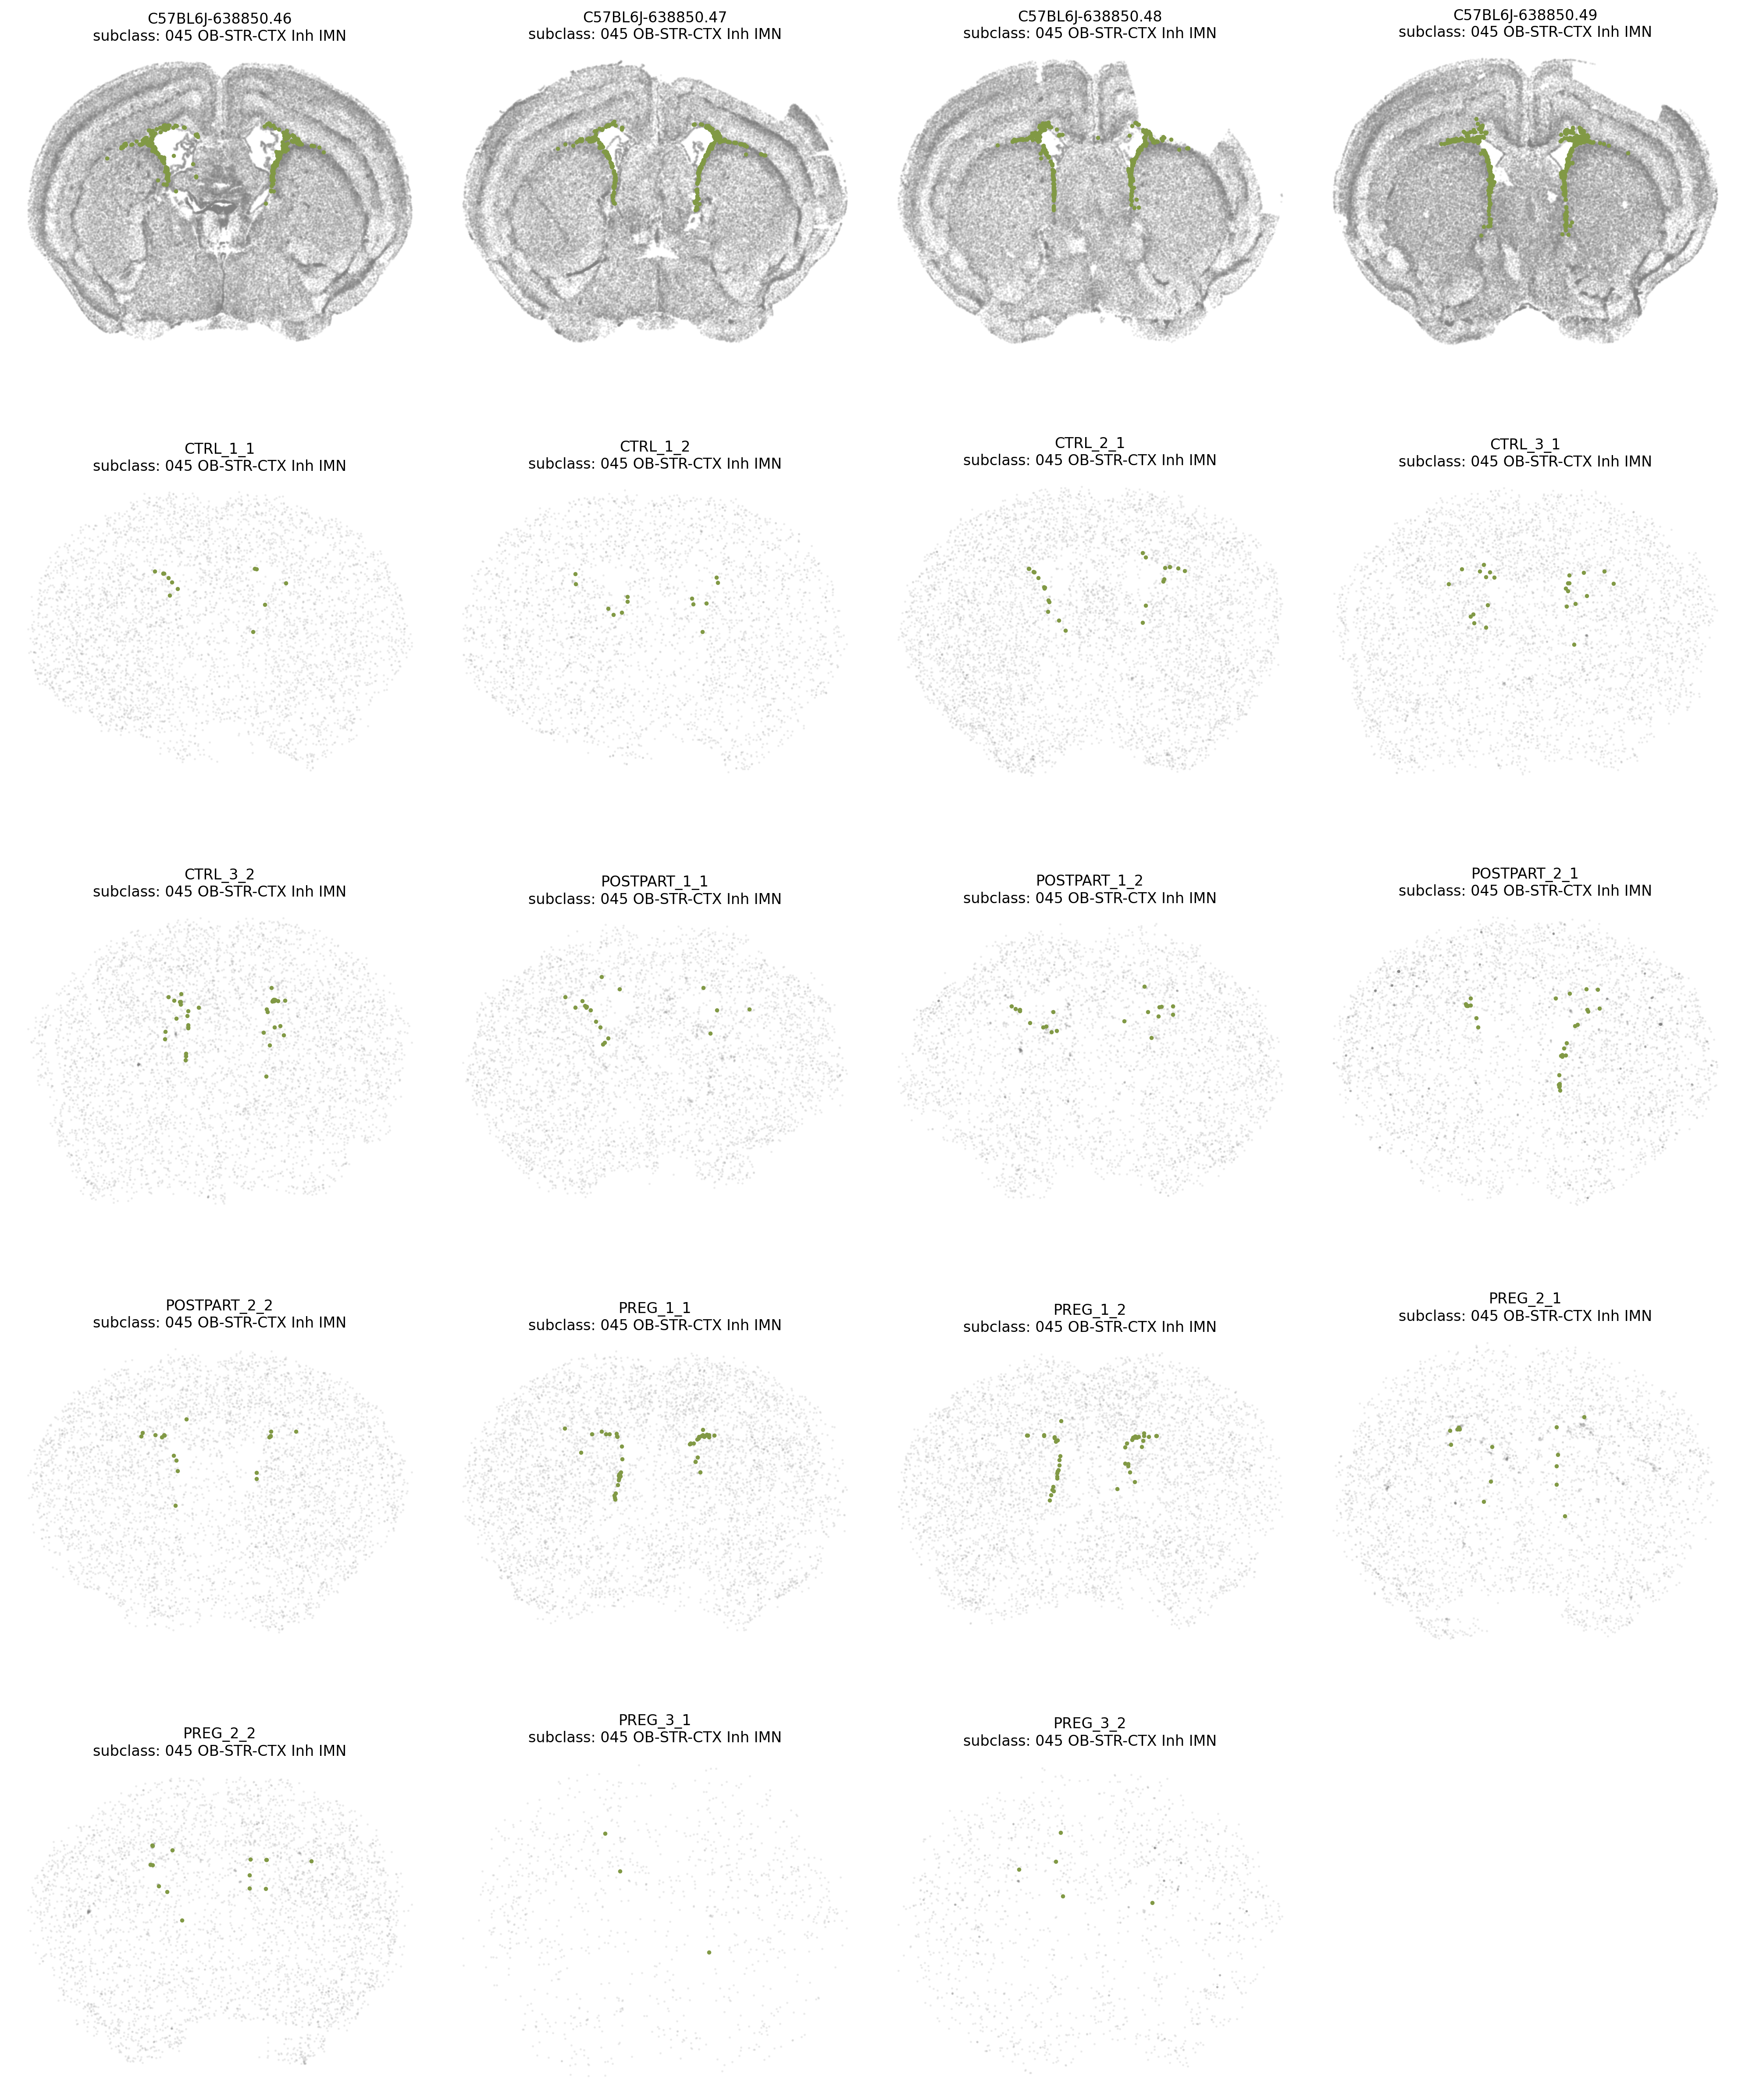 C57BL6J-638850.46
subclass: 045 OB-STR-CTX Inh IMN
C57BL6J-638850.47
subclass: 045 OB-STR-CTX Inh IMN
C57BL6J-638850.48
subclass: 045 OB-STR-CTX Inh IMN
C57BL6J-638850.49
subclass: 045 OB-STR-CTX Inh IMN
CTRL_1_1
subclass: 045 OB-STR-CTX Inh IMN
CTRL_1_2
subclass: 045 OB-STR-CTX Inh IMN
CTRL_2_1
subclass: 045 OB-STR-CTX Inh IMN
CTRL_3_1
subclass: 045 OB-STR-CTX Inh IMN
CTRL_3_2
subclass: 045 OB-STR-CTX Inh IMN
POSTPART_1_1
subclass: 045 OB-STR-CTX Inh IMN
POSTPART_1_2
subclass: 045 OB-STR-CTX Inh IMN
POSTPART_2_1
subclass: 045 OB-STR-CTX Inh IMN
POSTPART_2_2
subclass: 045 OB-STR-CTX Inh IMN
PREG_1_1
subclass: 045 OB-STR-CTX Inh IMN
PREG_1_2
subclass: 045 OB-STR-CTX Inh IMN
PREG_2_1
subclass: 045 OB-STR-CTX Inh IMN
PREG_2_2
subclass: 045 OB-STR-CTX Inh IMN
PREG_3_1
subclass: 045 OB-STR-CTX Inh IMN
PREG_3_2
subclass: 045 OB-STR-CTX Inh IMN